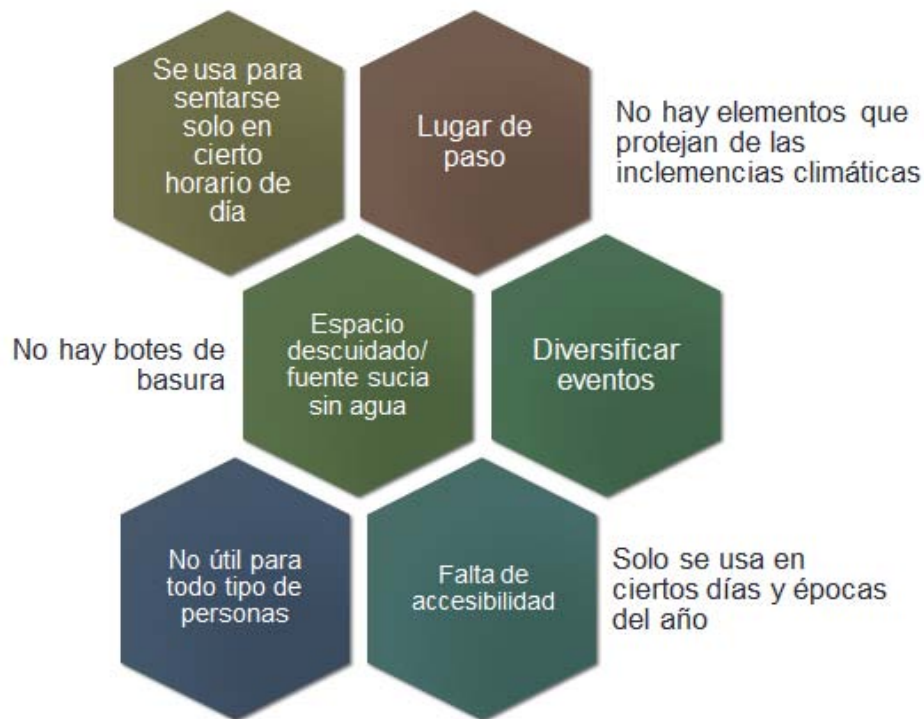 Se usa para
sentarse
solo en
cierto
horario de
día
Lugar de
paso
No hay elementos que
protejan de las
inclemencias climáticas
No hay botes de
basura
Espacio
descuidado/
fuente sucia
sin agua
Diversificar
eventos
No útil para
todo tipo de
personas
Falta de
accesibilidad
Solo se usa en
ciertos días y épocas
del año